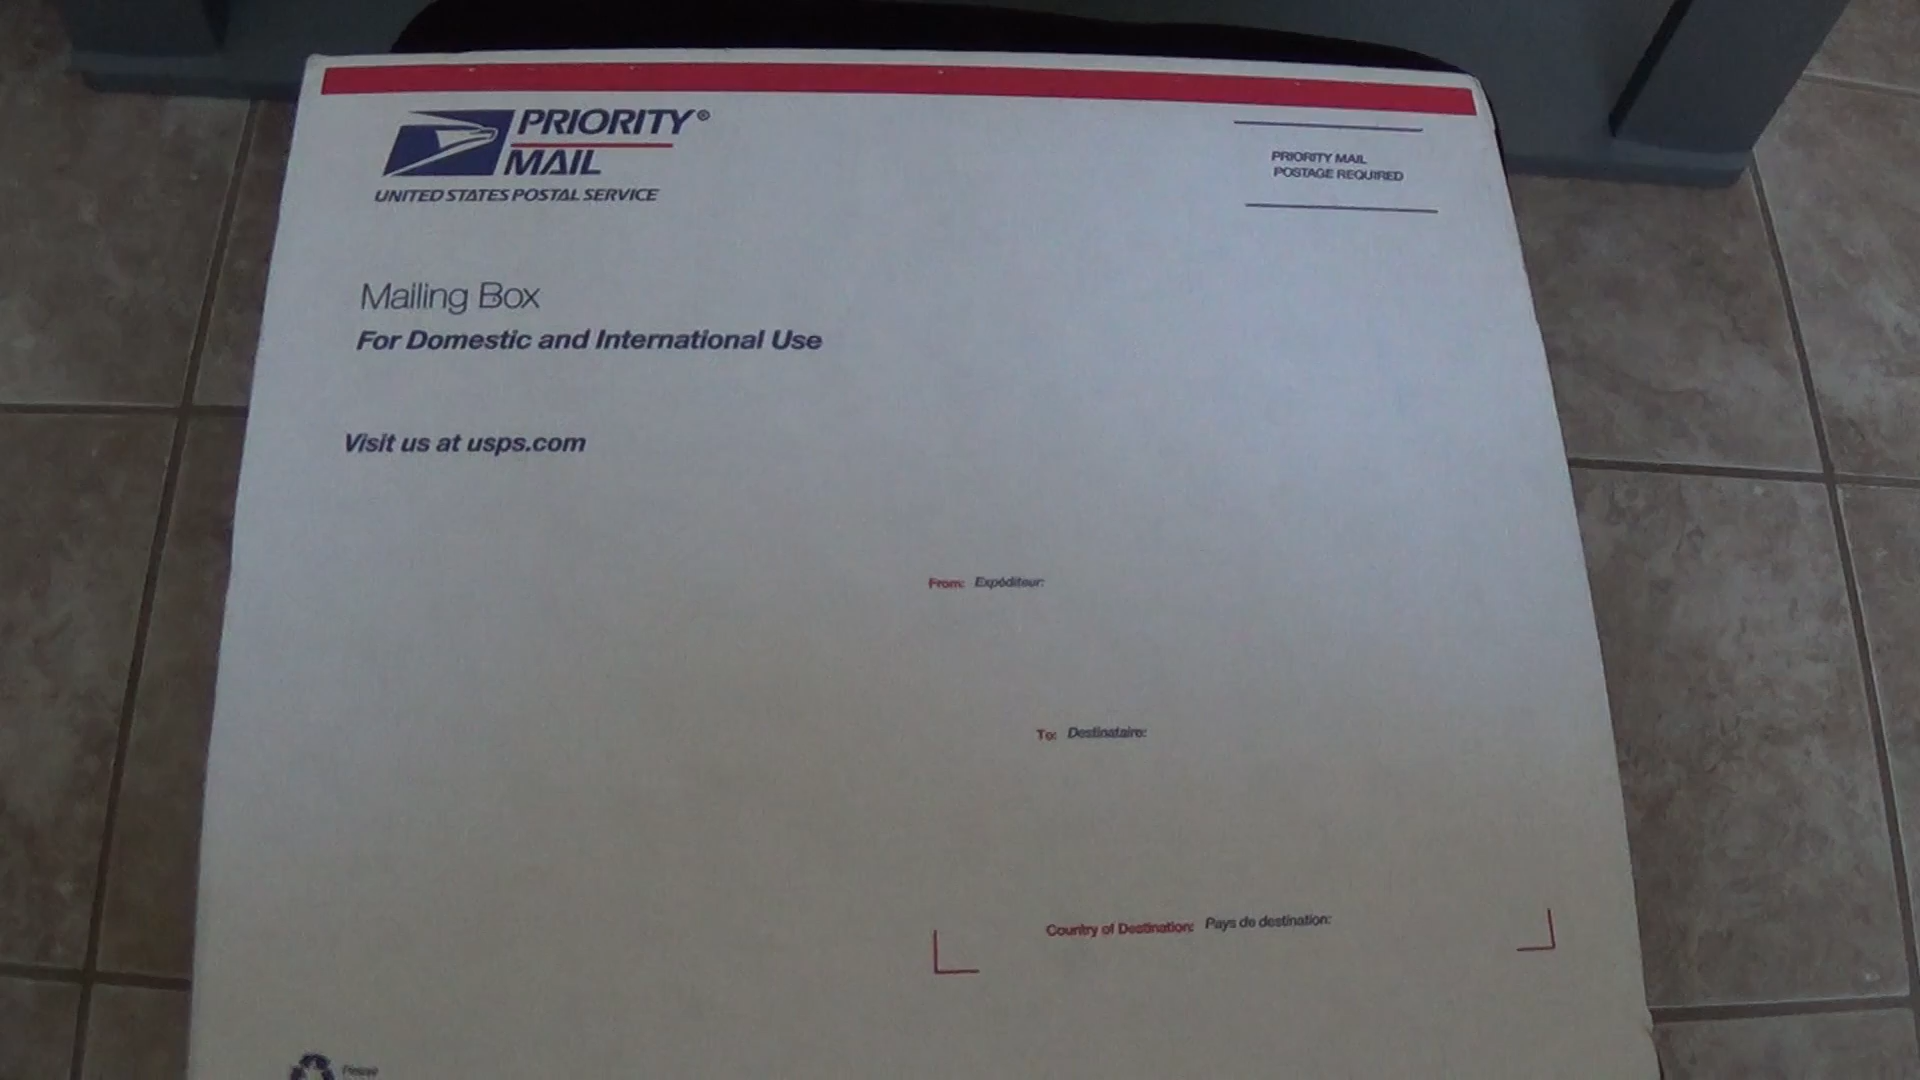 PRIORITY®
MAIL
UNITED STATES POSTAL SERVICE
PRIORITY MAIL
POSTAGE REQUIRED
Mailing Box
For Domestic and International Use
Visit us at usps.com
From: Expéditeur:
To: Destinataire:
Country of Destination: Pays de destination:
Please